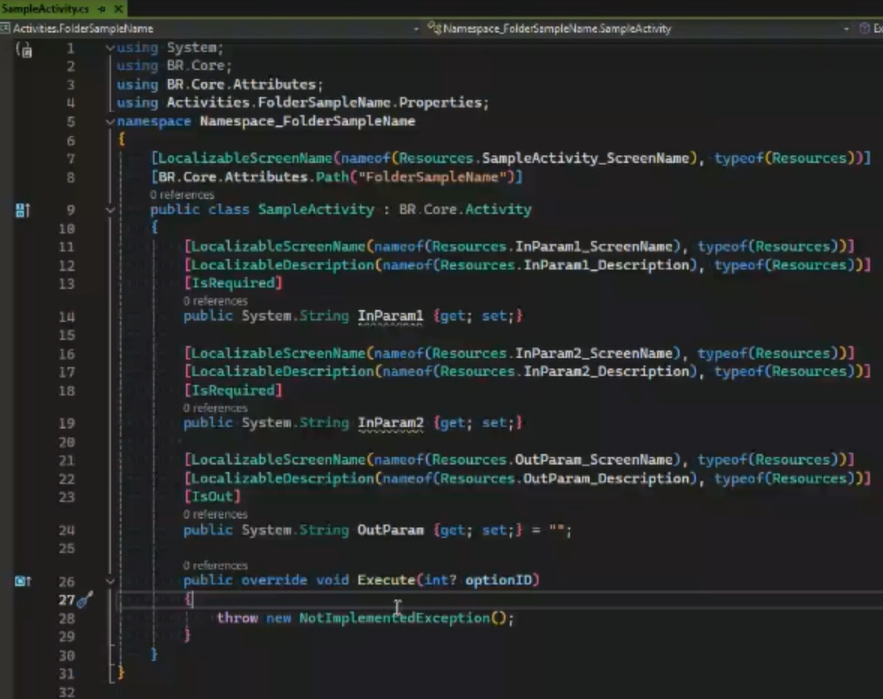 SampleActivity.cs
Activities.FolderSampleName Namespace_FolderSampleName.SampleActivity
1 using System;
2 using BR.Core;
3 using BR.Core.Attributes;
4 using Activities.FolderSampleName.Properties;
5 namespace Namespace_FolderSampleName
6 {
7 [LocalizableScreenName(nameof(Resources.SampleActivity_ScreenName), typeof(Resources))]
8 [BR.Core.Attributes.Path("FolderSampleName")]
0 references
9 public class SampleActivity : BR.Core.Activity
10 {
11 [LocalizableScreenName(nameof(Resources.InParam1_ScreenName), typeof(Resources))]
12 [LocalizableDescription(nameof(Resources.InParam1_Description), typeof(Resources))]
13 [IsRequired]
0 references
14 public System.String InParam1 {get; set;}
15
16 [LocalizableScreenName(nameof(Resources.InParam2_ScreenName), typeof(Resources))]
17 [LocalizableDescription(nameof(Resources.InParam2_Description), typeof(Resources))]
18 [IsRequired]
0 references
19 public System.String InParam2 {get; set;}
20
21 [LocalizableScreenName(nameof(Resources.OutParam_ScreenName), typeof(Resources))]
22 [LocalizableDescription(nameof(Resources.OutParam_Description), typeof(Resources))]
23 [IsOut]
0 references
24 public System.String OutParam {get; set;} = "";
25
0 references
26 public override void Execute(int? optionID)
27 {
28 throw new NotImplementedException();
29 }
30 }
31 }
32